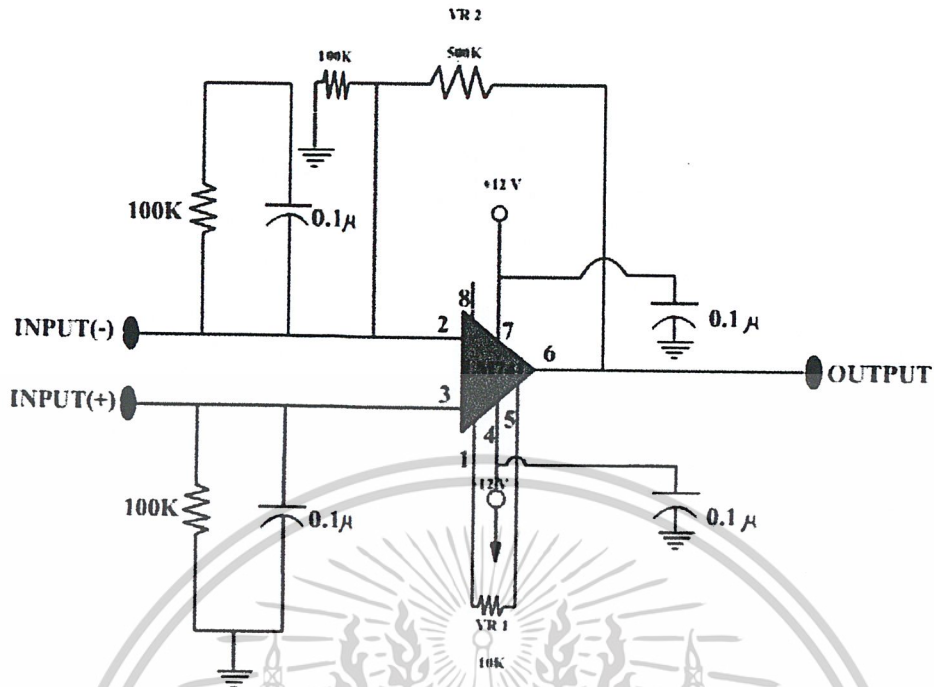 VR 2
100K
500K
+12 V
100K
0.1μ
8
7
0.1 μ
INPUT(-)
2
6
OUTPUT
INPUT(+)
3
5
4
1
12V
100K
0.1μ
0.1 μ
VR 1
10K